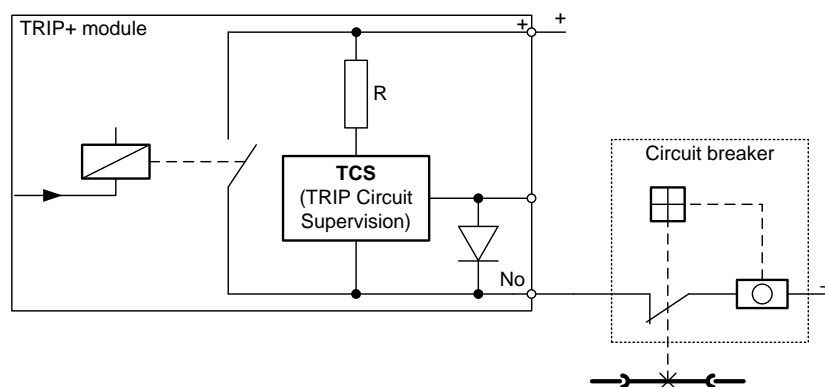 TRIP+ module
+
+
R
TCS
(TRIP Circuit
Supervision)
Circuit breaker
No
-